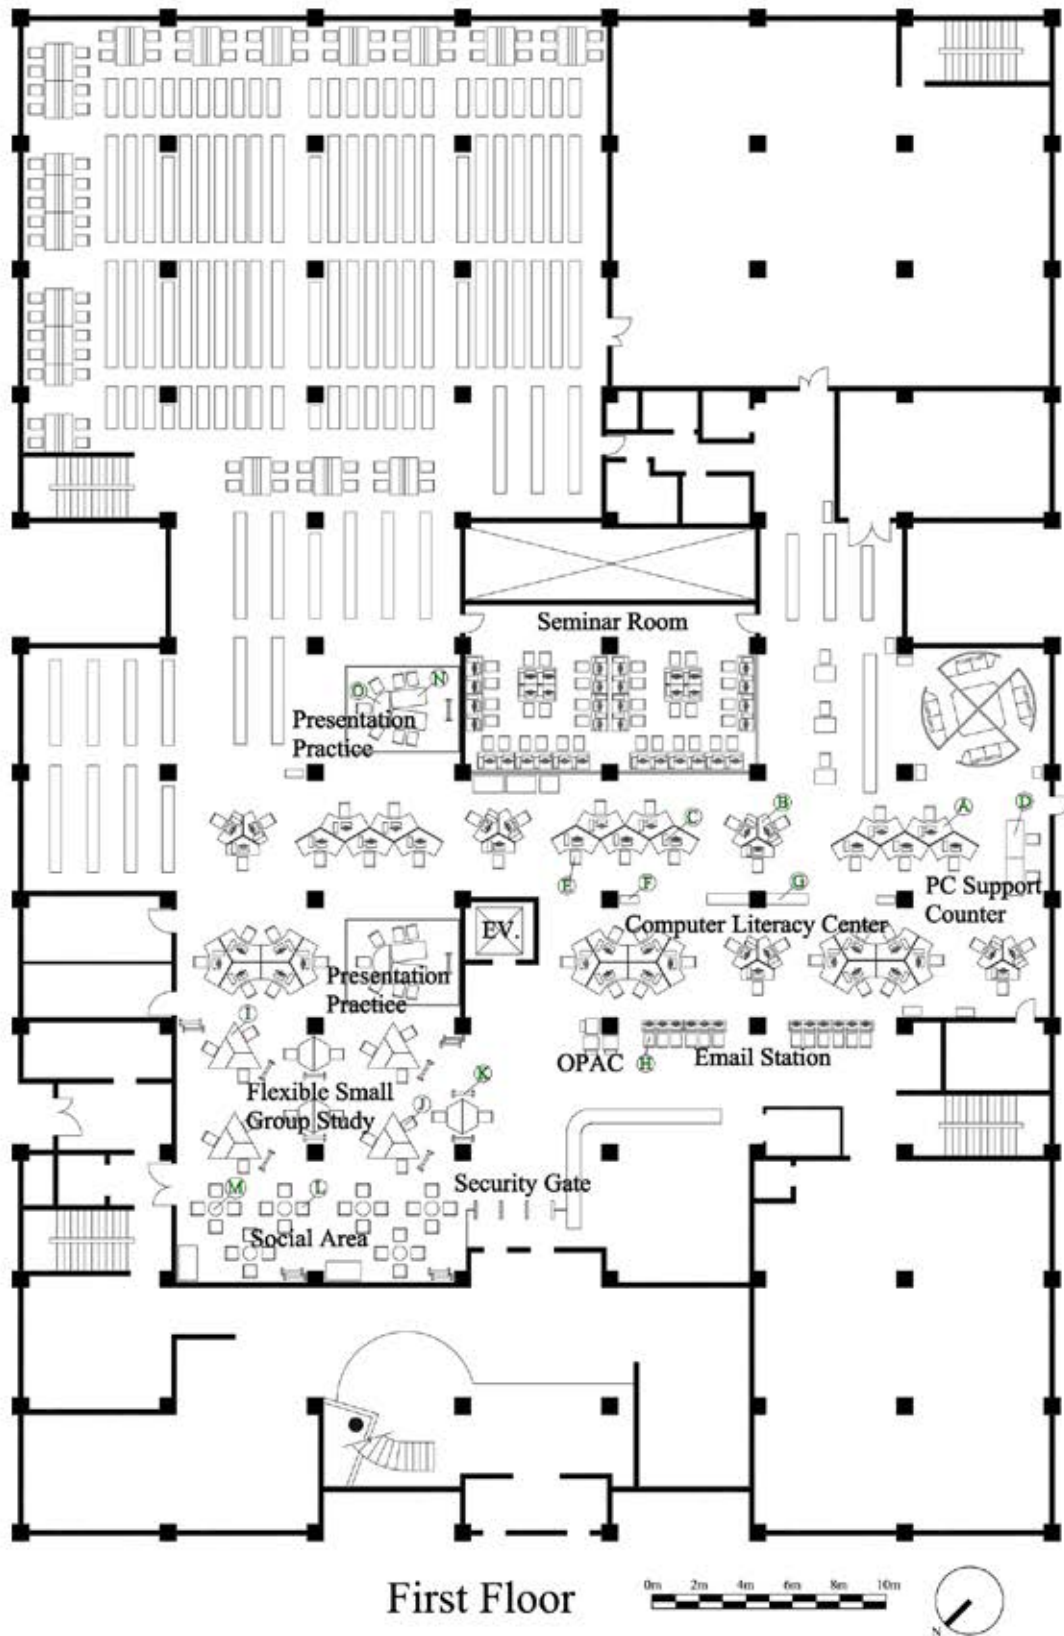 Seminar Room
N
O
Presentation
Practice
B
A
D
C
E
F
G
PC Support
Counter
EV.
Computer Literacy Center
Presentation
Practice
I
OPAC
H
Email Station
K
Flexible Small
Group Study
J
Security Gate
M
L
Social Area
First Floor
0m 2m 4m 6m 8m 10m
N